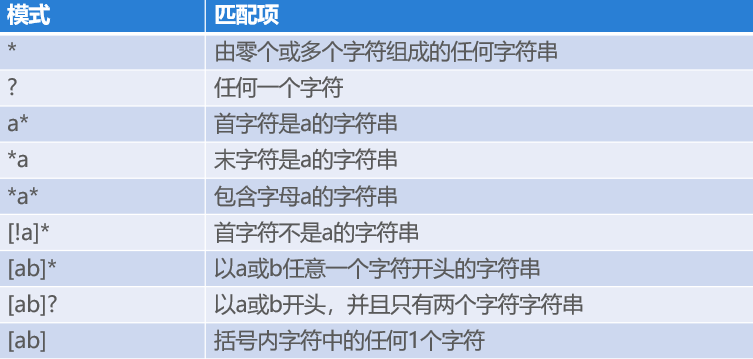 模式 匹配项
* 由零个或多个字符组成的任何字符串
? 任何一个字符
a* 首字符是a的字符串
*a 末字符是a的字符串
*a* 包含字母a的字符串
[!a]* 首字符不是a的字符串
[ab]* 以a或b任意一个字符开头的字符串
[ab]? 以a或b开头，并且只有两个字符字符串
[ab] 括号内字符中的任何1个字符